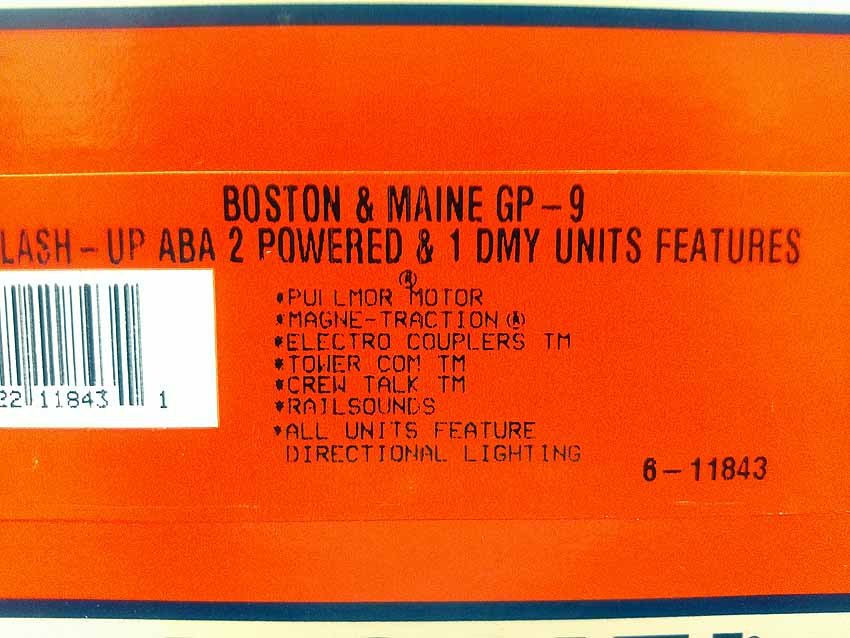 BOSTON & MAINE GP-9
LASH-UP ABA 2 POWERED & 1 DMY UNITS FEATURES
*PULLMOR® MOTOR
*MAGNE-TRACTION®
*ELECTRO COUPLERS TM
*TOWER COM TM
*CREW TALK TM
*RAILSOUNDS
*ALL UNITS FEATURE
DIRECTIONAL LIGHTING
22 11843 1
6-11843